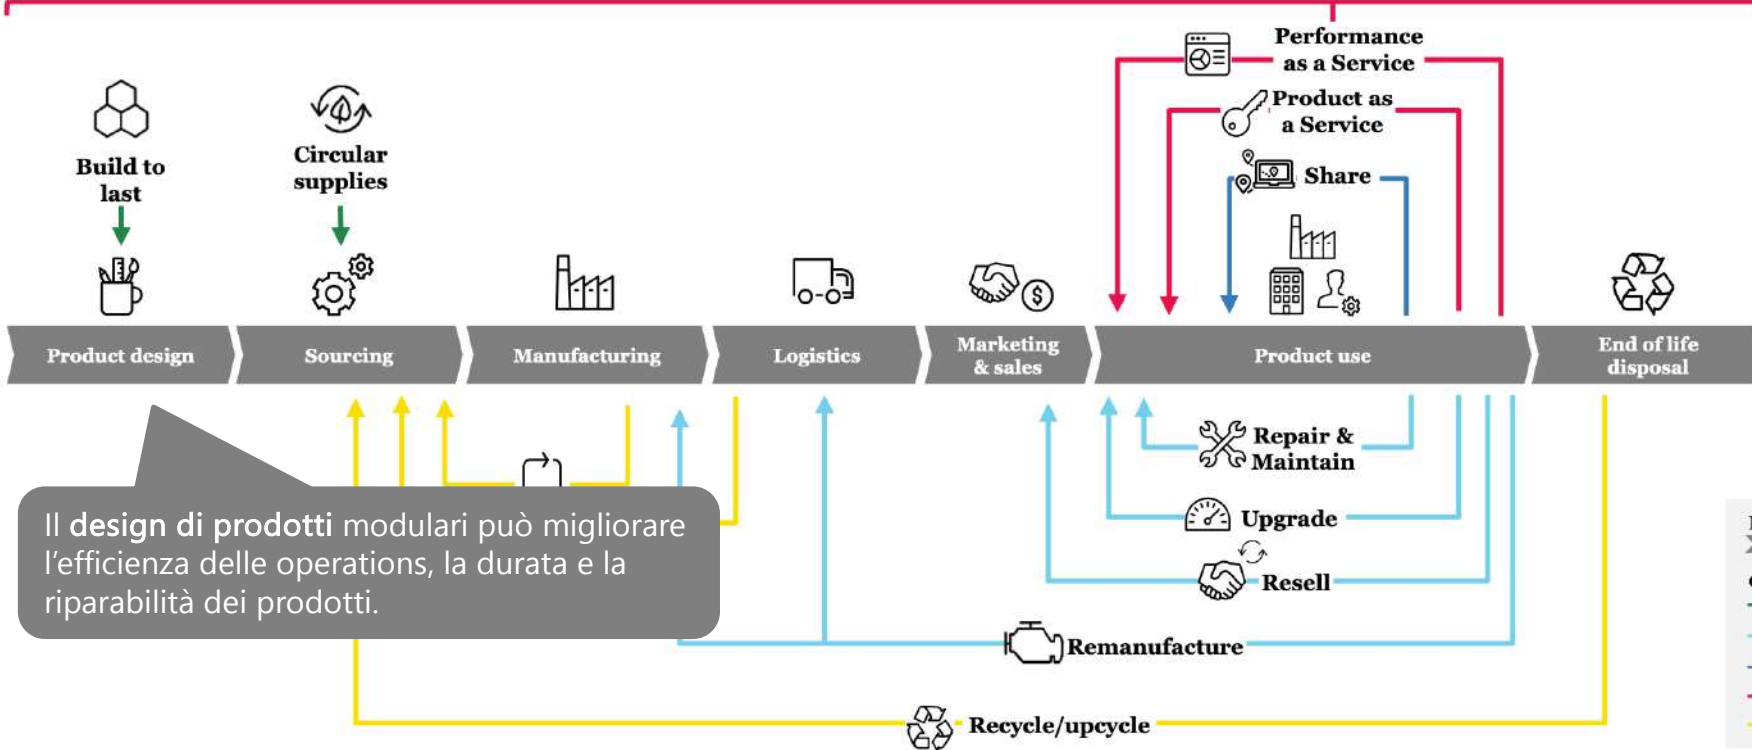 Performance
as a Service
Product as
a Service
Share
Build to
last
Circular
supplies
Product design
Sourcing
Manufacturing
Logistics
Marketing
& sales
Product use
End of life
disposal
Repair &
Maintain
Upgrade
Resell
Remanufacture
Recycle/upcycle
Il design di prodotti modulari può migliorare
l'efficienza delle operations, la durata e la
riparabilità dei prodotti.